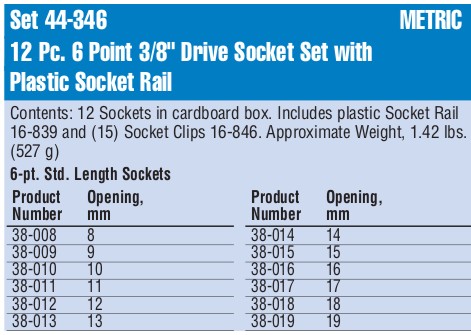 Set 44-346 METRIC
12 Pc. 6 Point 3/8" Drive Socket Set with
Plastic Socket Rail
Contents: 12 Sockets in cardboard box. Includes plastic Socket Rail
16-839 and (15) Socket Clips 16-846. Approximate Weight, 1.42 lbs.
(527 g)
6-pt. Std. Length Sockets
Product Opening, Product Opening,
Number mm Number mm
38-008 8 38-014 14
38-009 9 38-015 15
38-010 10 38-016 16
38-011 11 38-017 17
38-012 12 38-018 18
38-013 13 38-019 19